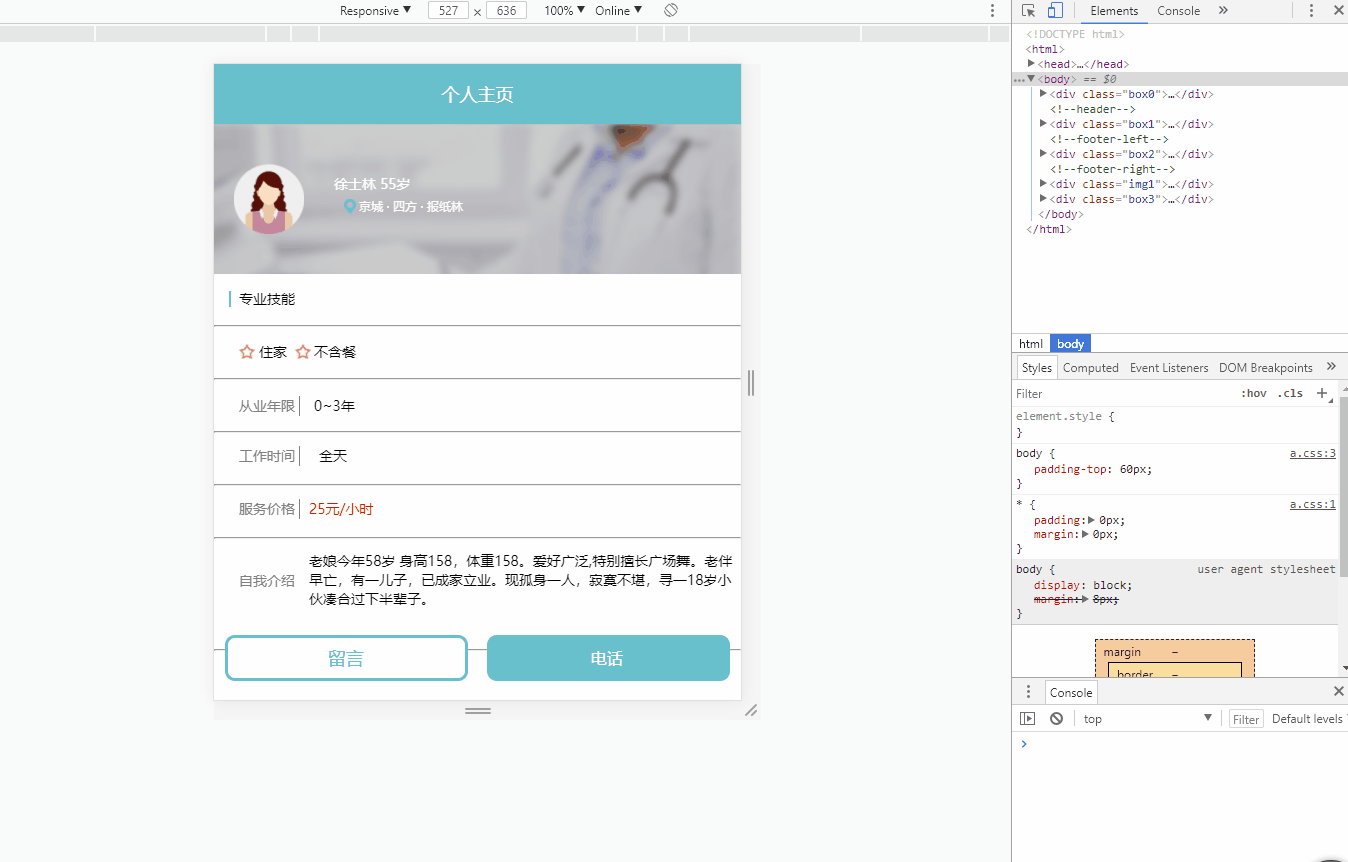 Responsive ▼ 527 x 636 100% ▼ Online ▼
Elements Console »
<!DOCTYPE html>
<html>
▶<head>…</head>
…▼<body> == $0
▶<div class="box0">…</div>
<!--header-->
▶<div class="box1">…</div>
<!--footer-left-->
▶<div class="box2">…</div>
<!--footer-right-->
▶<div class="img1">…</div>
▶<div class="box3">…</div>
</body>
</html>
html body
Styles Computed Event Listeners DOM Breakpoints »
Filter :hov .cls +
element.style {
}
body { a.css:3
padding-top: 60px;
}
* { a.css:1
padding:▶ 0px;
margin:▶ 0px;
}
body { user agent stylesheet
display: block;
margin:▶ 8px;
}
margin –
border –
Console
top ▼ Filter Default levels
›
个人主页
徐士林 55岁
京城 · 四方 · 报纸林
专业技能
住家 不含餐
从业年限 0~3年
工作时间 全天
服务价格 25元/小时
自我介绍
老娘今年58岁 身高158，体重158。爱好广泛,特别擅长广场舞。老伴
早亡，有一儿子，已成家立业。现孤身一人，寂寞不堪，寻一18岁小
伙凑合过下半辈子。
留言 电话